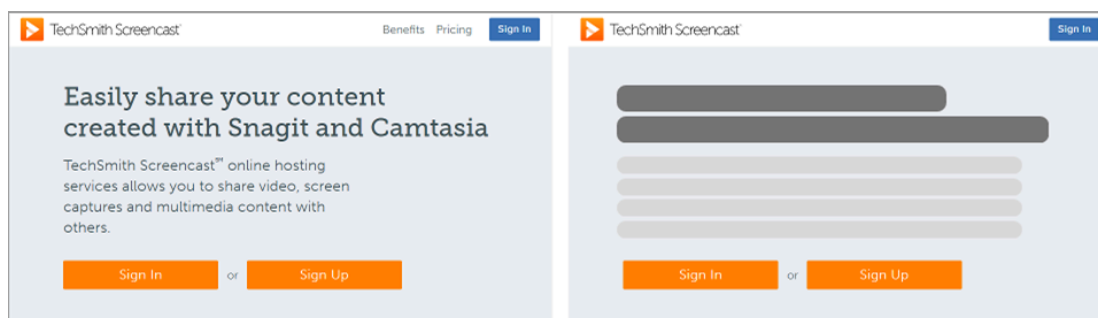 TechSmith Screencast®
Benefits Pricing Sign In
Easily share your content
created with Snagit and Camtasia
TechSmith Screencast℠ online hosting
services allows you to share video, screen
captures and multimedia content with
others.
Sign In or Sign Up
TechSmith Screencast®
Sign In
Sign In or Sign Up